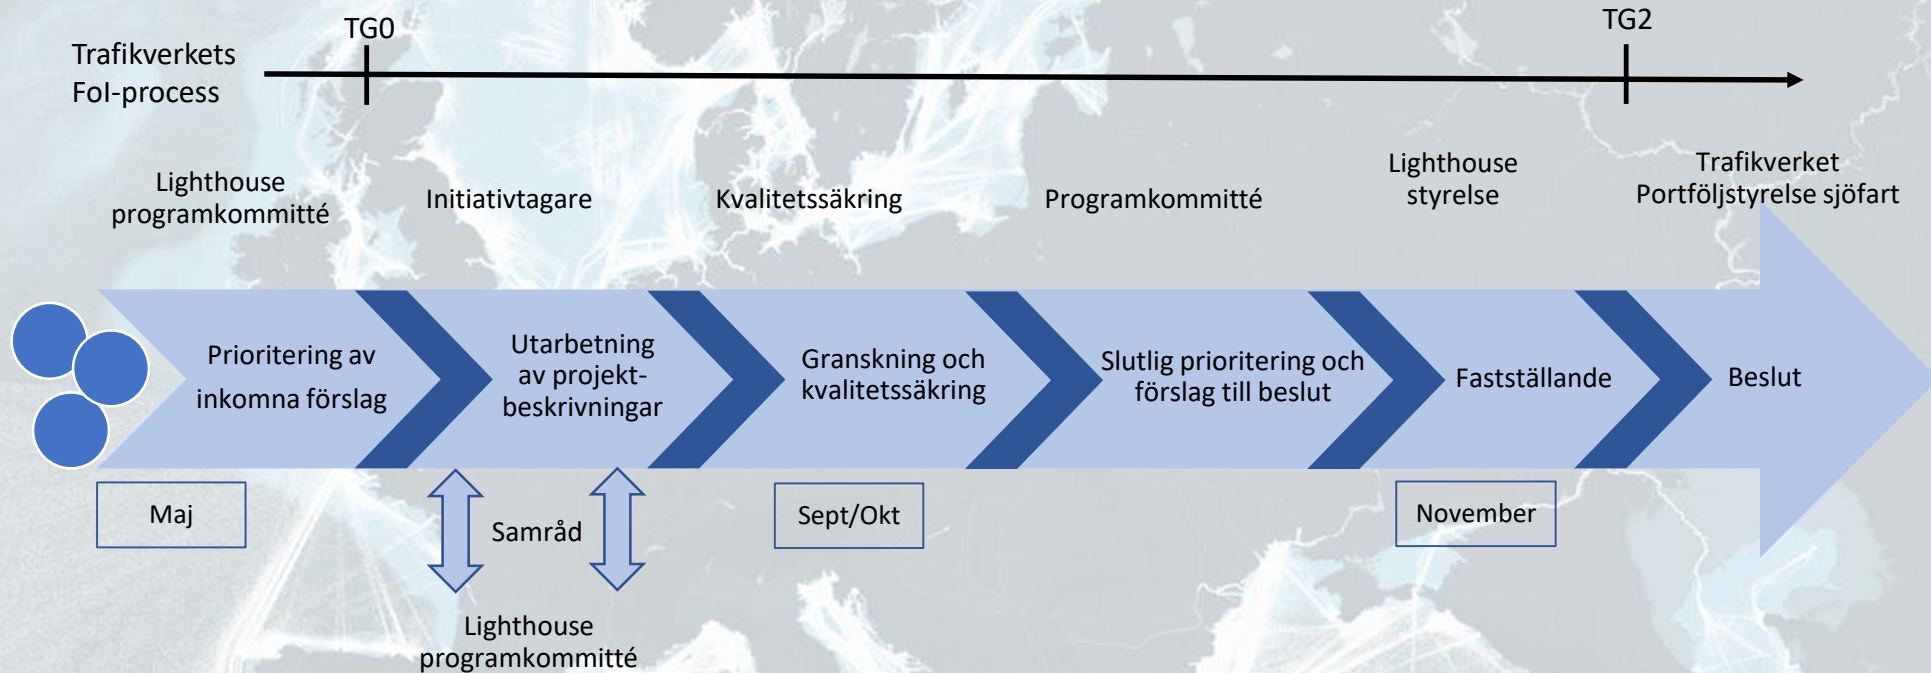 TG0
TG2
Trafikverkets
FoI-process
Lighthouse
programkommitté
Initiativtagare
Kvalitetssäkring
Programkommitté
Lighthouse
styrelse
Trafikverket
Portföljstyrelse sjöfart
Prioritering av
inkomna förslag
Utarbetning
av projekt-
beskrivningar
Granskning och
kvalitetssäkring
Slutlig prioritering och
förslag till beslut
Fastställande
Beslut
Maj
Samråd
Sept/Okt
November
Lighthouse
programkommitté